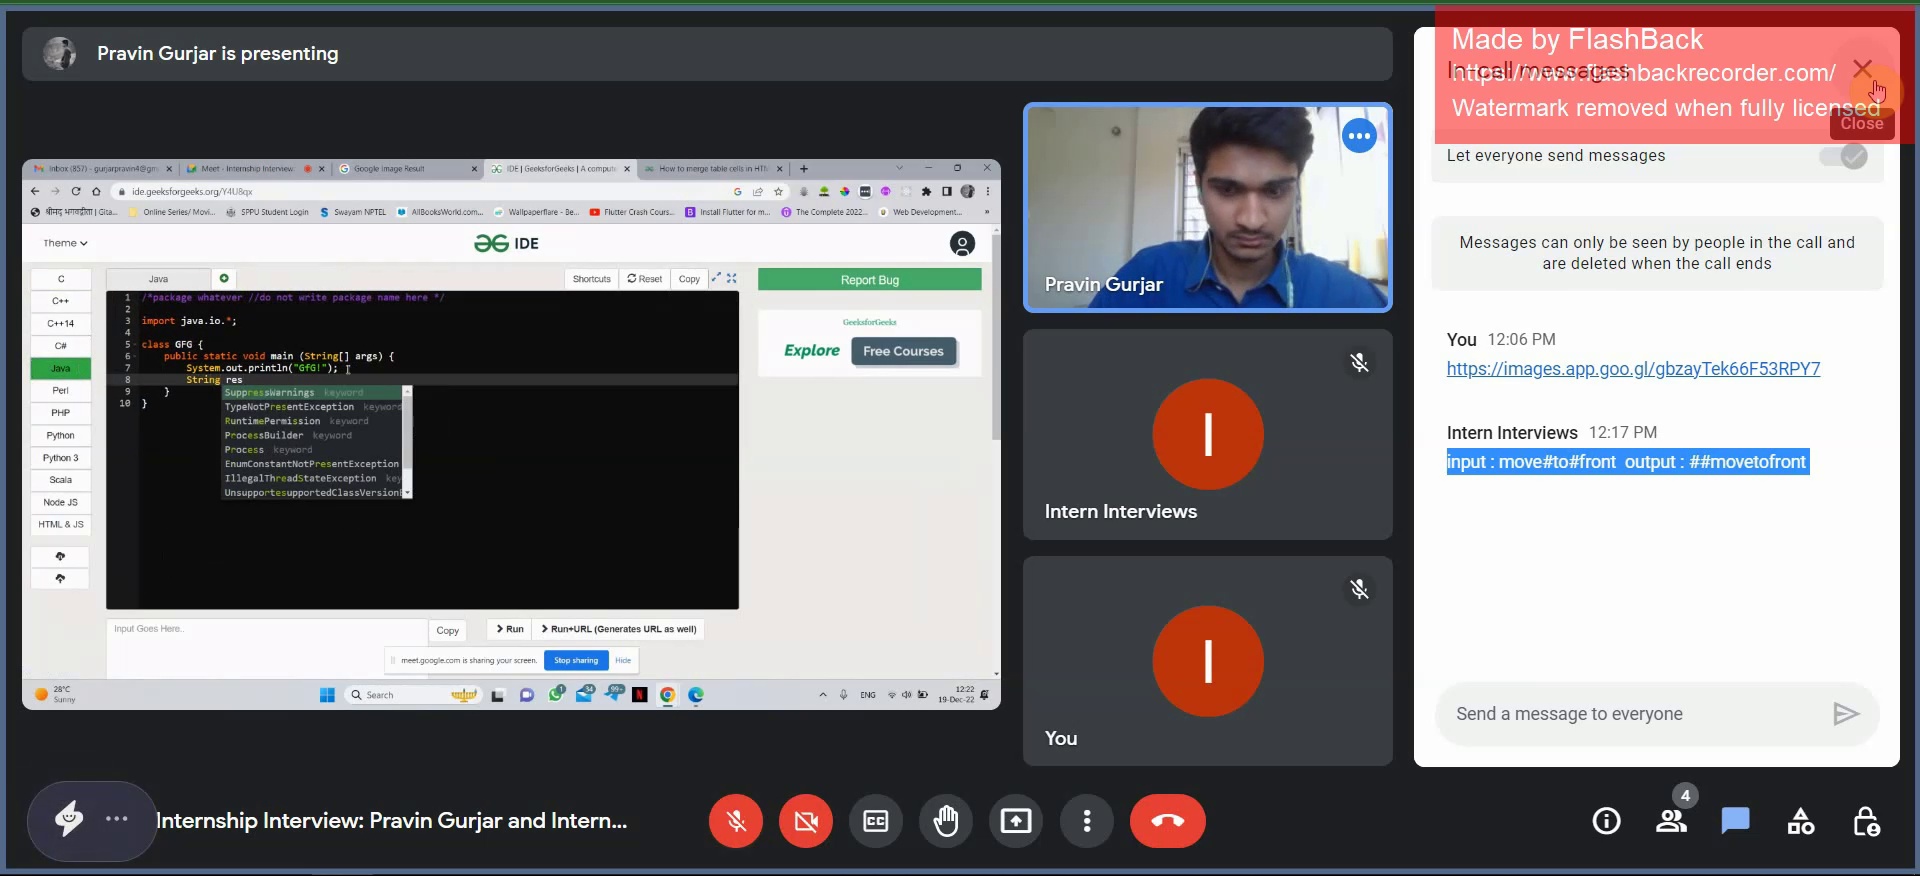 Pravin Gurjar is presenting
Made by FlashBack
https://www.flashbackrecorder.com/
Watermark removed when fully licensed
In-call messages
Close
Let everyone send messages
Messages can only be seen by people in the call and
are deleted when the call ends
You 12:06 PM
https://images.app.goo.gl/gbzayTek66F53RPY7
Intern Interviews 12:17 PM
input : move#to#front output : ##movetofront
Send a message to everyone
Inbox (857) - gurjarpravin4@gm
Meet - Internship Interview:
Google Image Result
IDE | GeeksforGeeks | A compute
How to merge table cells in HTM
ide.geeksforgeeks.org/Y4U8qx
श्रीमद् भगवद्गीता | Gita...
Online Series/ Movi...
SPPU Student Login
Swayam NPTEL
AllBooksWorld.com...
Wallpaperflare - Be...
Flutter Crash Cours...
Install Flutter for m...
The Complete 2022...
Web Development...
Theme
IDE
C
C++
C++14
C#
Java
Perl
PHP
Python
Python 3
Scala
Node JS
HTML & JS
Java
Shortcuts
Reset
Copy
Report Bug
GeeksforGeeks
Explore
Free Courses
1 /*package whatever //do not write package name here */
2
3 import java.io.*;
4
5 class GFG {
6 public static void main (String[] args) {
7 System.out.println("GfG!");
8 String res
9 }
10 }
SuppressWarnings keyword
TypeNotPresentException keyword
RuntimePermission keyword
ProcessBuilder keyword
Process keyword
EnumConstantNotPresentException
IllegalThreadStateException key
UnsupportesupportedClassVersionE
Input Goes Here..
Copy
Run
Run+URL (Generates URL as well)
meet.google.com is sharing your screen.
Stop sharing
Hide
28°C
Sunny
Search
1
34
99+
N
ENG
12:22
19-Dec-22
Pravin Gurjar
I
Intern Interviews
I
You
Internship Interview: Pravin Gurjar and Intern...
4